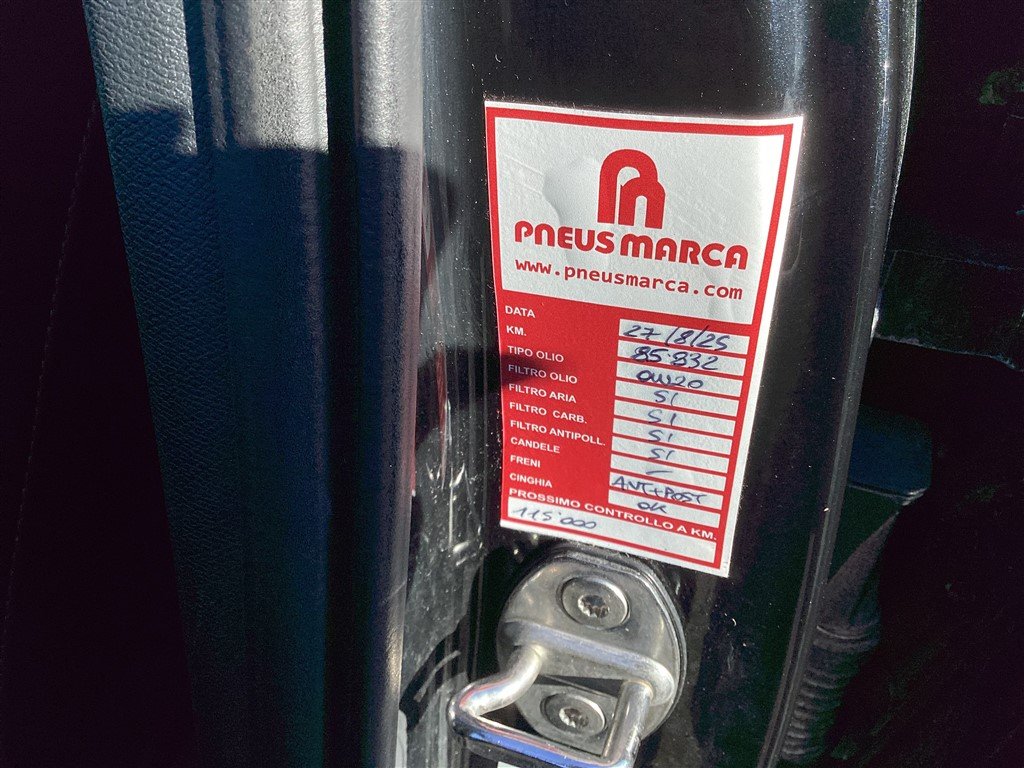 PNEUS MARCA
www.pneusmarca.com
DATA 27/8/25
KM. 85.832
TIPO OLIO 0W20
FILTRO OLIO SI
FILTRO ARIA SI
FILTRO CARB. SI
FILTRO ANTIPOLL. SI
CANDELE –
FRENI ANT+POST
CINGHIA OK
PROSSIMO CONTROLLO A KM.
115'000